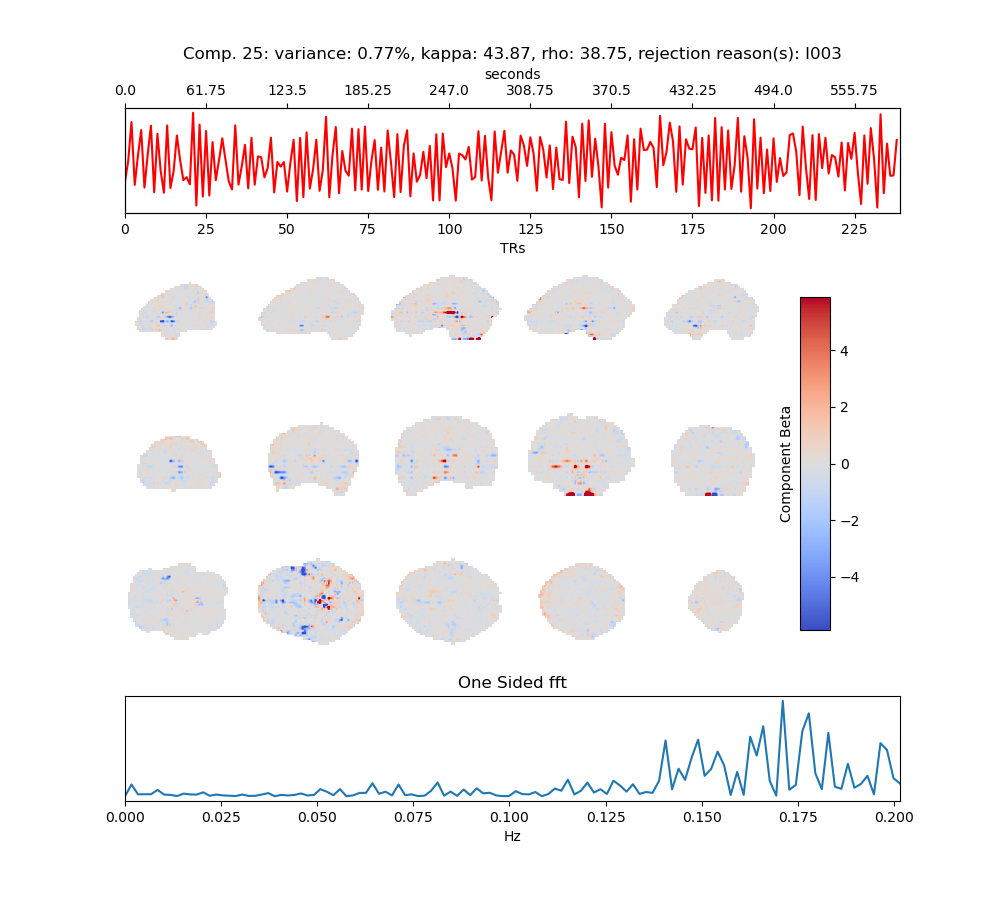 Comp. 25: variance: 0.77%, kappa: 43.87, rho: 38.75, rejection reason(s): I003
seconds
0.0 61.75 123.5 185.25 247.0 308.75 370.5 432.25 494.0 555.75
0 25 50 75 100 125 150 175 200 225
TRs
4
2
0
−2
−4
Component Beta
One Sided fft
0.000 0.025 0.050 0.075 0.100 0.125 0.150 0.175 0.200
Hz